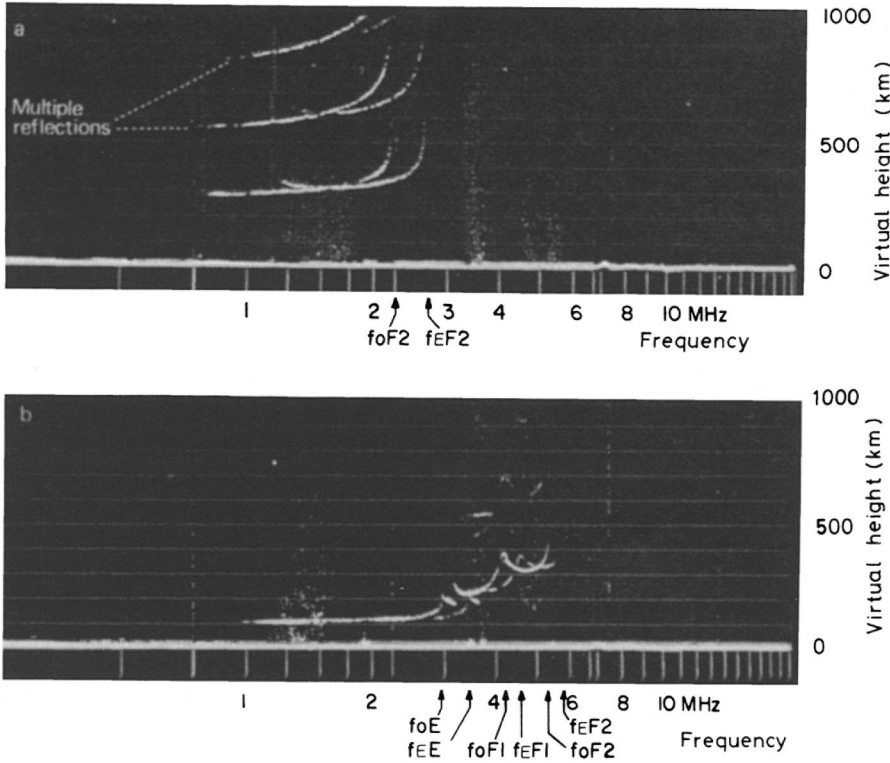 a
1000
Multiple
reflections
500
0
Virtual height (km)
1 2 3 4 6 8 10 MHz
foF2 fEF2 Frequency
b
1000
500
0
Virtual height (km)
1 2 4 6 8 10 MHz
foE foF1 fEF1 foF2 fEF2
fEE Frequency